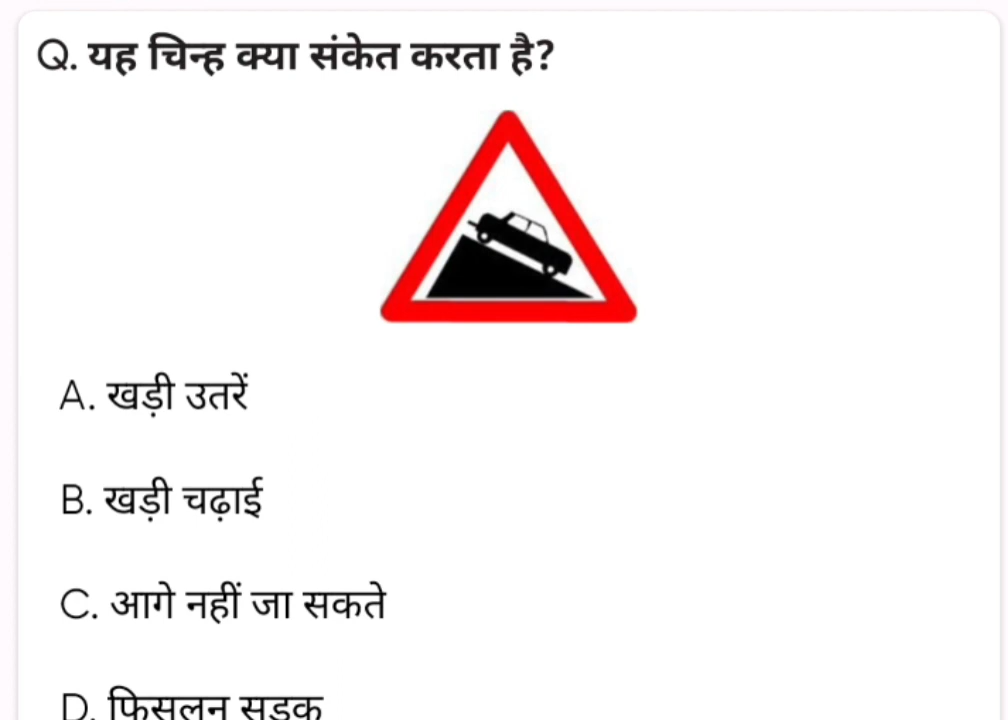 Q. यह चिन्ह क्या संकेत करता है?
A. खड़ी उतरें
B. खड़ी चढ़ाई
C. आगे नहीं जा सकते
D. फिसलन सड़क